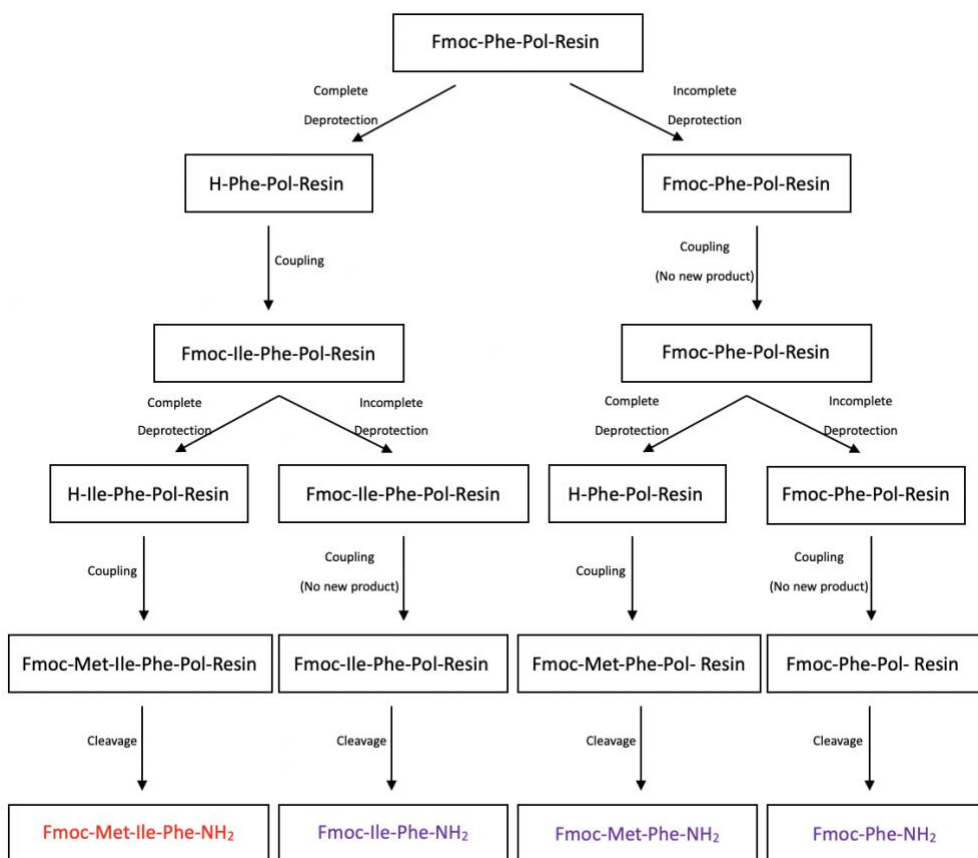 Fmoc-Phe-Pol-Resin
Complete
Deprotection
Incomplete
Deprotection
H-Phe-Pol-Resin
Fmoc-Phe-Pol-Resin
Coupling
Coupling
(No new product)
Fmoc-Ile-Phe-Pol-Resin
Fmoc-Phe-Pol-Resin
Complete
Deprotection
Incomplete
Deprotection
Complete
Deprotection
Incomplete
Deprotection
H-Ile-Phe-Pol-Resin
Fmoc-Ile-Phe-Pol-Resin
H-Phe-Pol-Resin
Fmoc-Phe-Pol-Resin
Coupling
Coupling
(No new product)
Coupling
Coupling
(No new product)
Fmoc-Met-Ile-Phe-Pol-Resin
Fmoc-Ile-Phe-Pol-Resin
Fmoc-Met-Phe-Pol- Resin
Fmoc-Phe-Pol- Resin
Cleavage
Cleavage
Cleavage
Cleavage
Fmoc-Met-Ile-Phe-NH₂
Fmoc-Ile-Phe-NH₂
Fmoc-Met-Phe-NH₂
Fmoc-Phe-NH₂